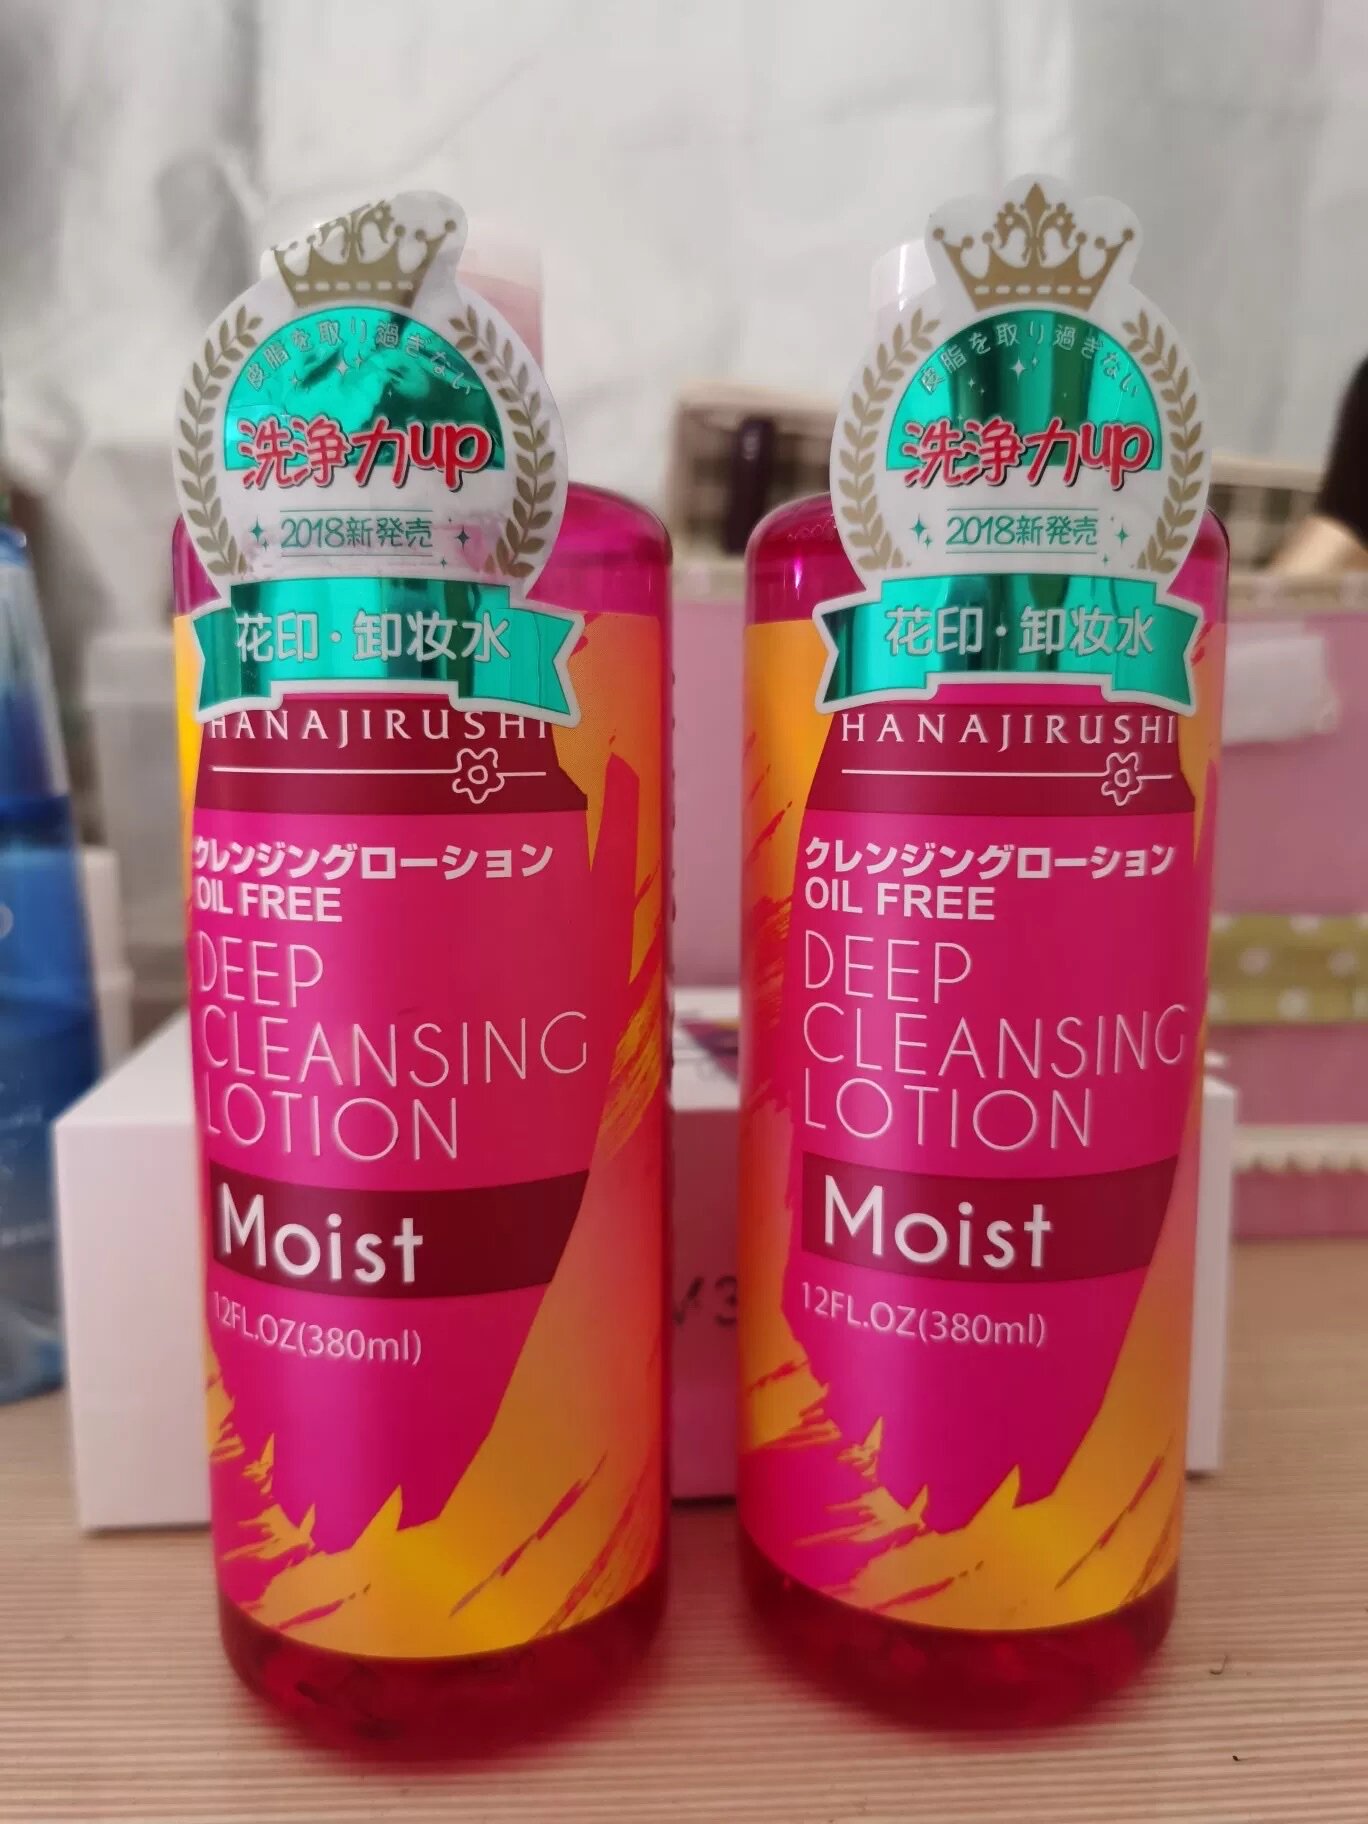 皮脂を取り過ぎない
洗浄力up
2018新発売
花印·卸妆水
HANAJIRUSHI
クレンジングローション
OIL FREE
DEEP
CLEANSING
LOTION
Moist
12FL.OZ(380ml)
皮脂を取り過ぎない
洗浄力up
2018新発売
花印·卸妆水
HANAJIRUSHI
クレンジングローション
OIL FREE
DEEP
CLEANSING
LOTION
Moist
12FL.OZ(380ml)